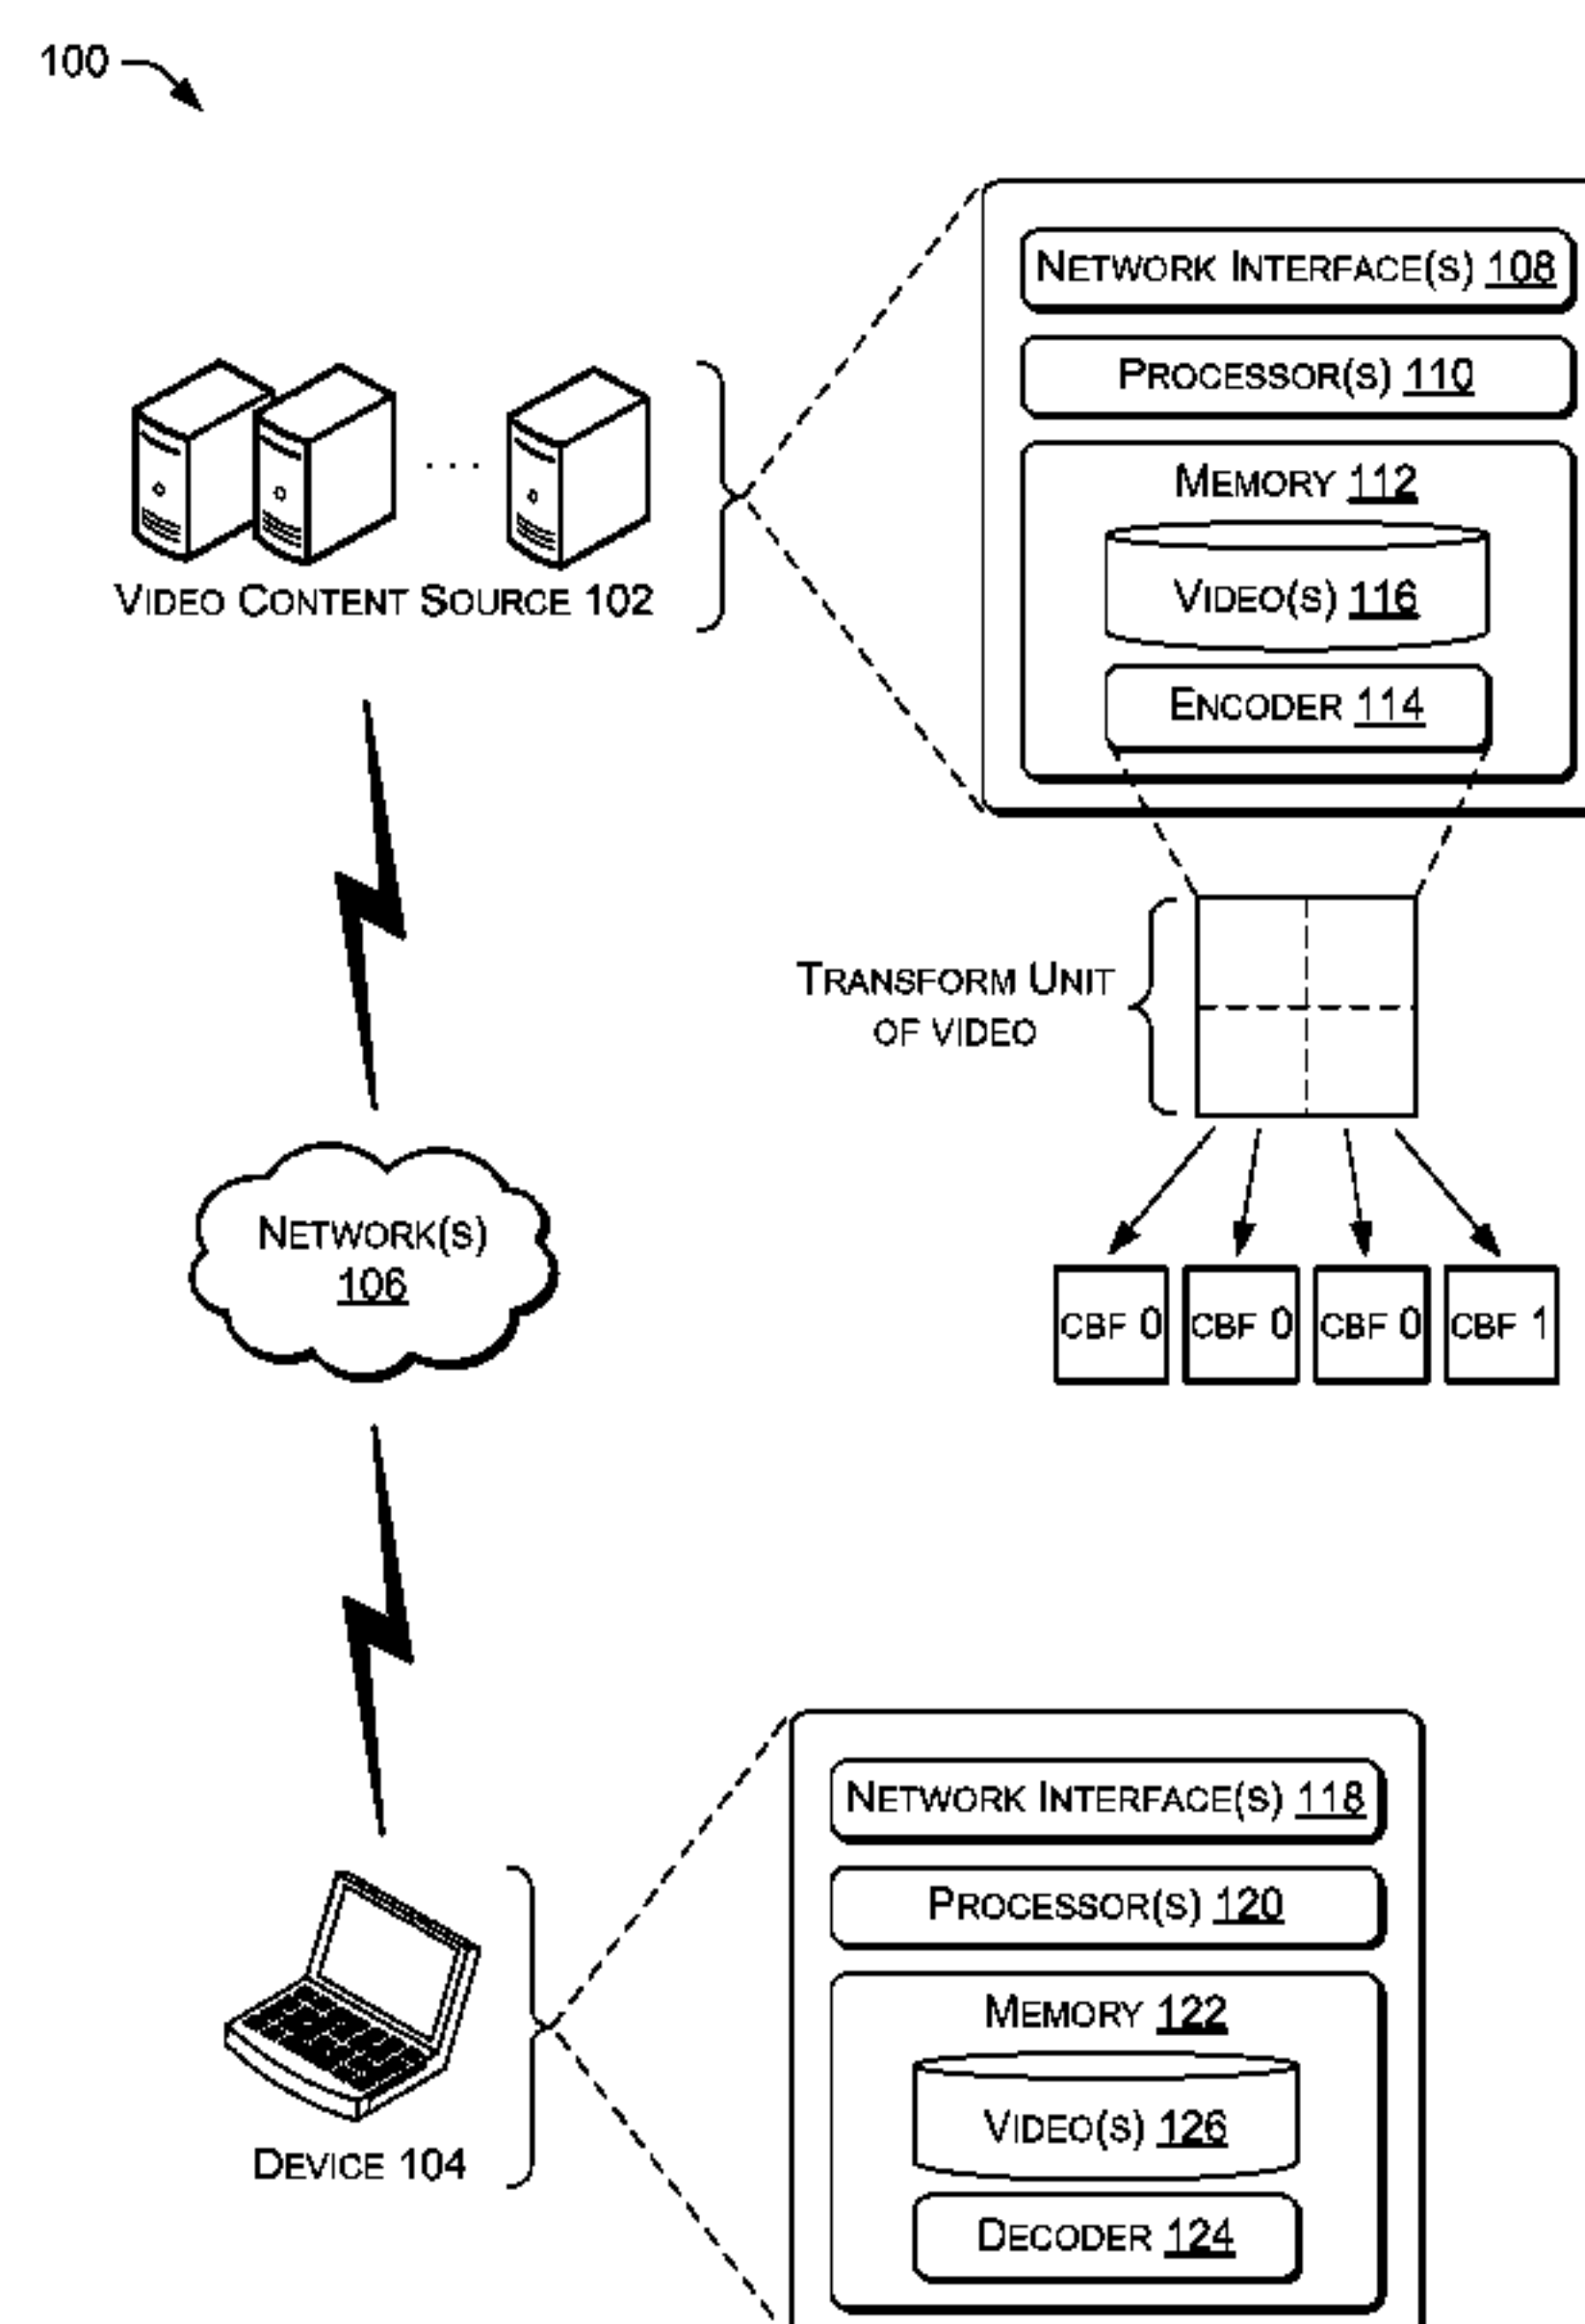 100
NETWORK INTERFACE(S) 108
PROCESSOR(S) 110
MEMORY 112
VIDEO(S) 116
ENCODER 114
VIDEO CONTENT SOURCE 102
TRANSFORM UNIT
OF VIDEO
NETWORK(S)
106
CBF 0 CBF 0 CBF 0 CBF 1
NETWORK INTERFACE(S) 118
PROCESSOR(S) 120
MEMORY 122
VIDEO(S) 126
DECODER 124
DEVICE 104